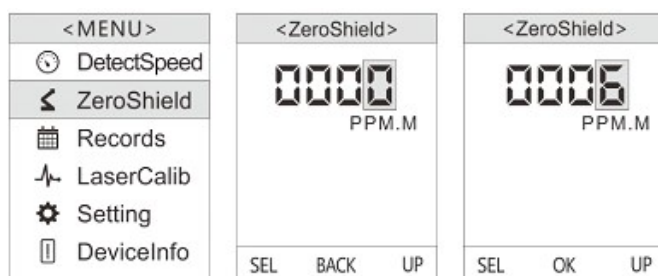 <MENU>
DetectSpeed
ZeroShield
Records
LaserCalib
Setting
DeviceInfo
<ZeroShield>
0000
PPM.M
SEL BACK UP
<ZeroShield>
0006
PPM.M
SEL OK UP